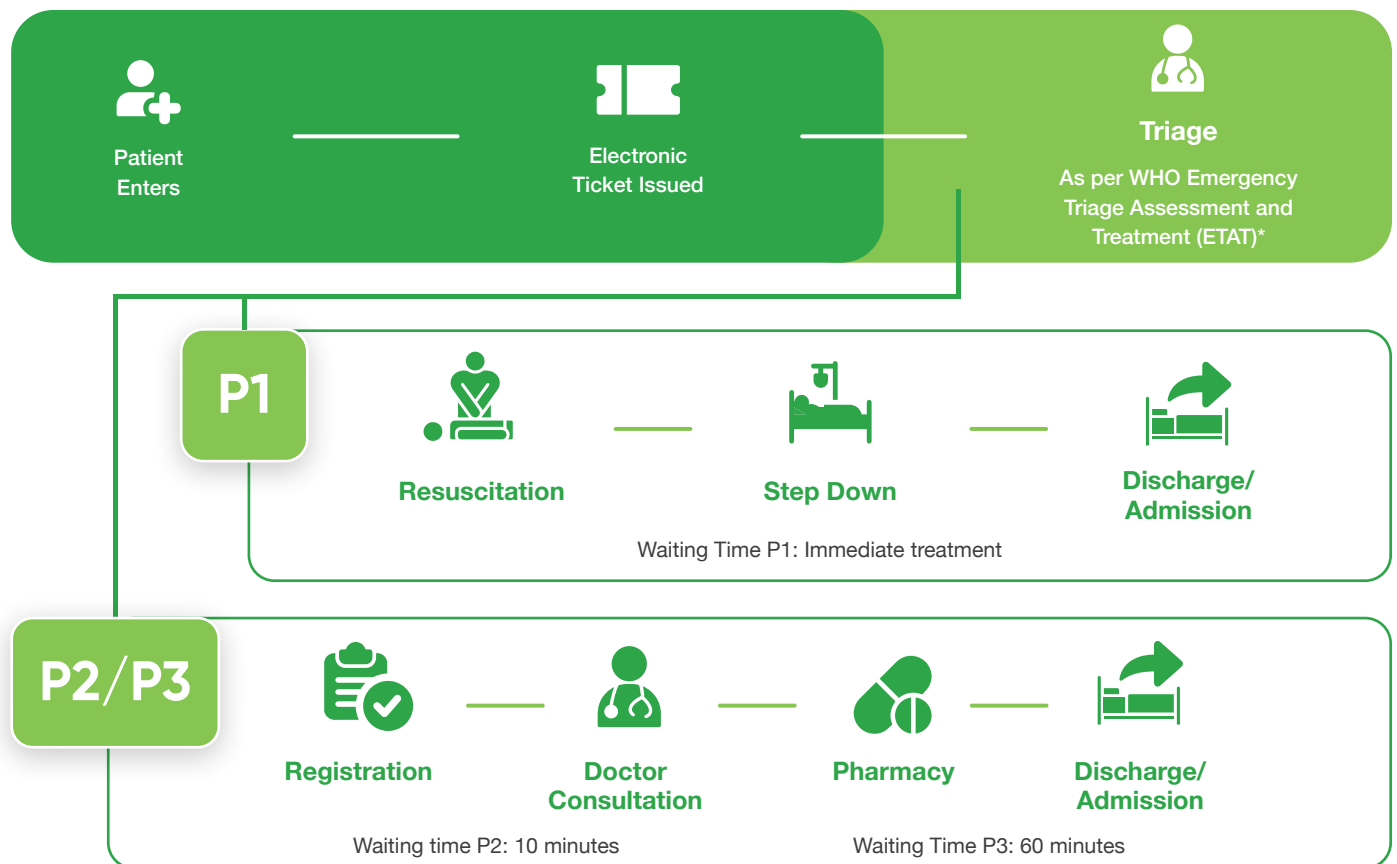 Patient
Enters
Electronic
Ticket Issued
Triage
As per WHO Emergency
Triage Assessment and
Treatment (ETAT)*
P1
Resuscitation
Step Down
Discharge/
Admission
Waiting Time P1: Immediate treatment
P2/P3
Registration
Doctor
Consultation
Pharmacy
Discharge/
Admission
Waiting time P2: 10 minutes
Waiting Time P3: 60 minutes